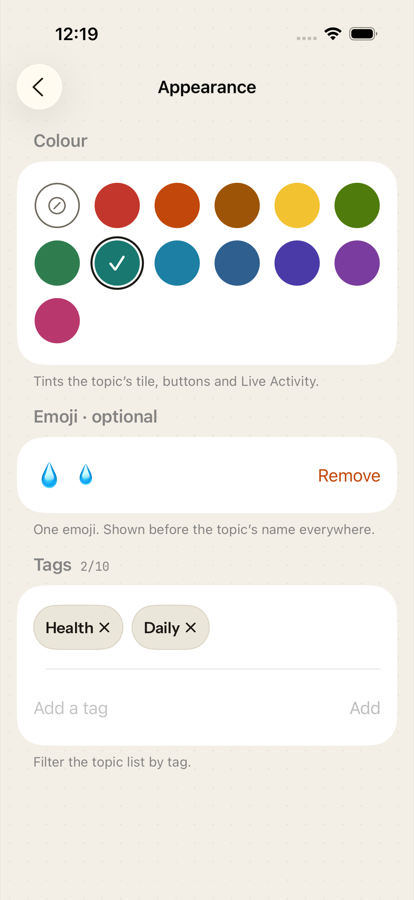 12:19
Appearance
Colour
Tints the topic's tile, buttons and Live Activity.
Emoji · optional
💧 💧 Remove
One emoji. Shown before the topic's name everywhere.
Tags 2/10
Health × Daily ×
Add a tag Add
Filter the topic list by tag.